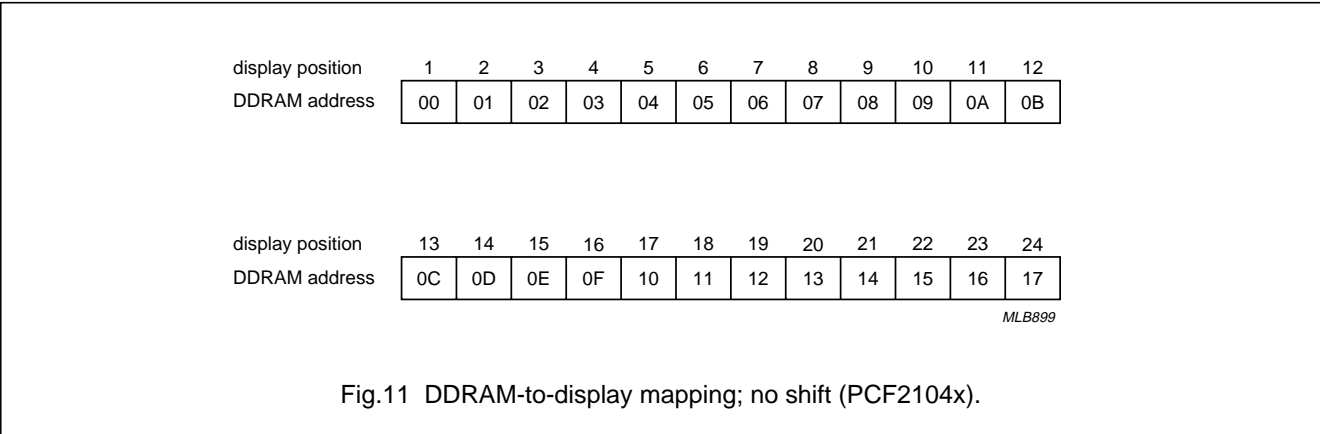 display position 1 2 3 4 5 6 7 8 9 10 11 12
DDRAM address 00 01 02 03 04 05 06 07 08 09 0A 0B
display position 13 14 15 16 17 18 19 20 21 22 23 24
DDRAM address 0C 0D 0E 0F 10 11 12 13 14 15 16 17
MLB899
Fig.11 DDRAM-to-display mapping; no shift (PCF2104x).